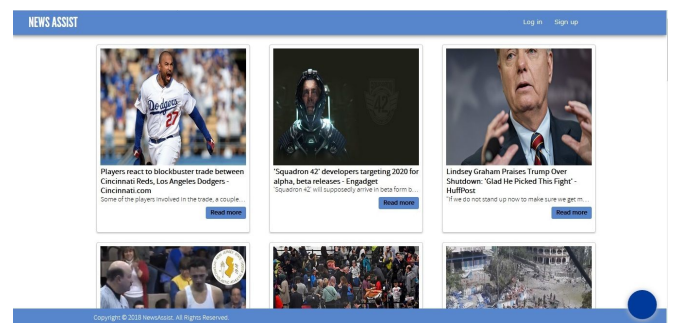 NEWS ASSIST
Log in Sign up
Dodgers
27
42
Players react to blockbuster trade between
Cincinnati Reds, Los Angeles Dodgers -
Cincinnati.com
Some of the players involved in the trade, a couple...
Read more
'Squadron 42' developers targeting 2020 for
alpha, beta releases - Engadget
'Squadron 42' will supposedly arrive in beta form b...
Read more
Lindsey Graham Praises Trump Over
Shutdown: 'Glad He Picked This Fight' -
HuffPost
"If we do not stand up now to make sure we get m...
Read more
Copyright © 2018 NewsAssist. All Rights Reserved.